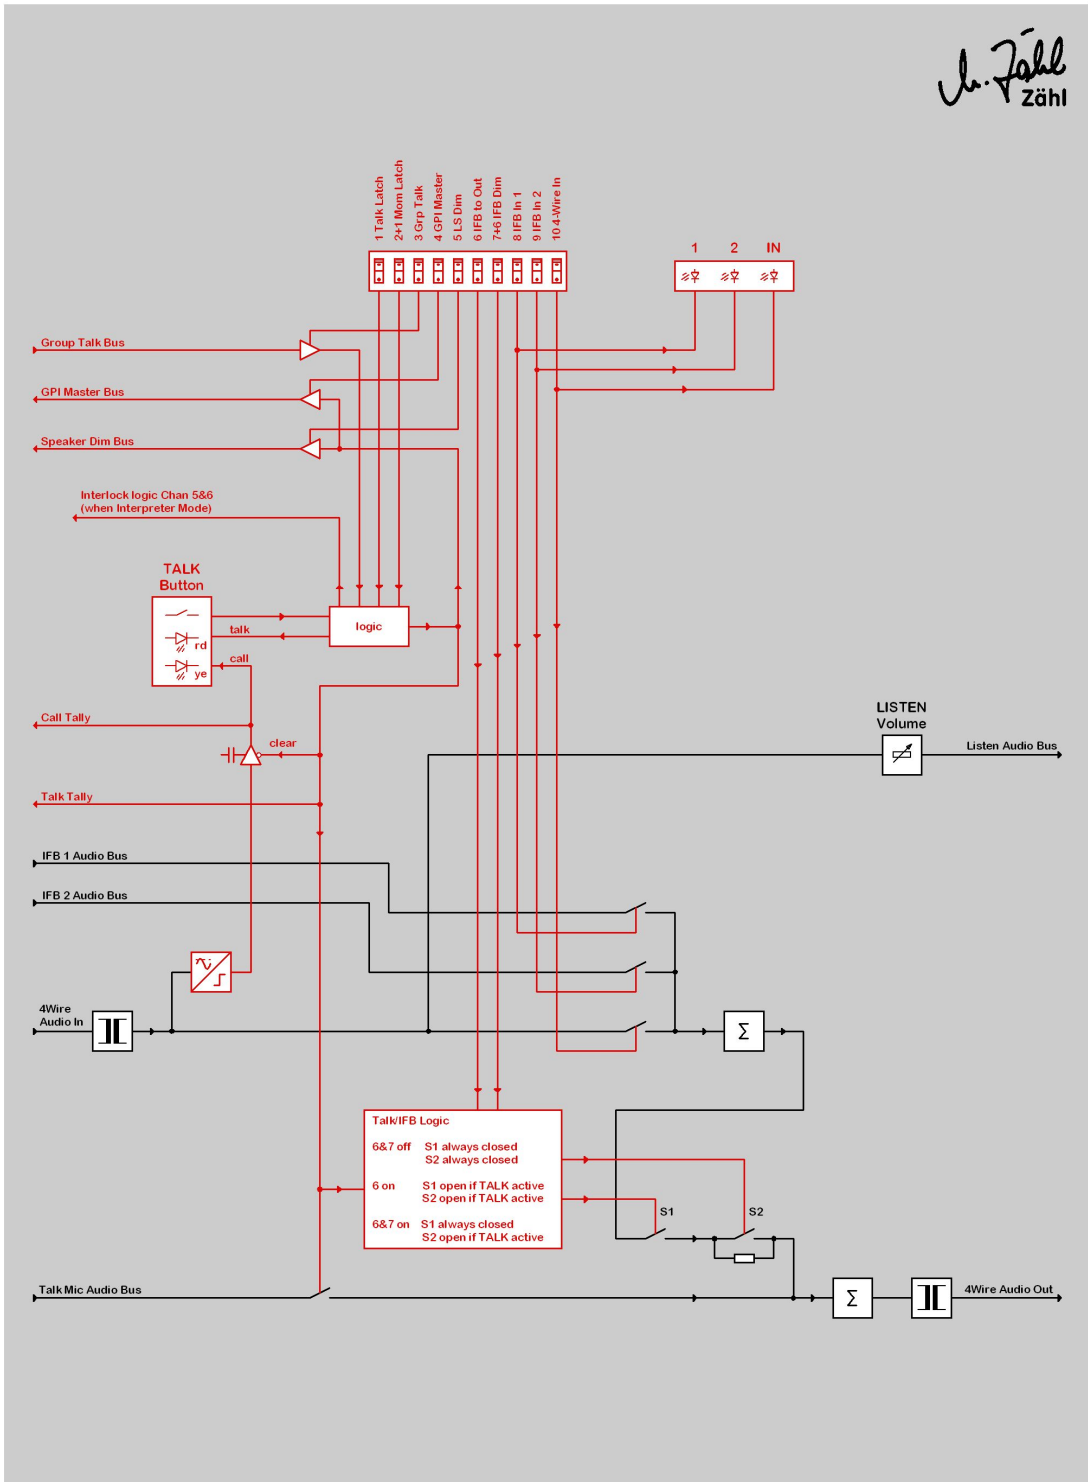 M. Zähl
Zähl
1 Talk Latch
2+1 Mom Latch
3 Grp Talk
4 GPI Master
5 LS Dim
6 IFB to Out
7+6 IFB Dim
8 IFB In 1
9 IFB In 2
10 4-Wire In
1 2 IN
Group Talk Bus
GPI Master Bus
Speaker Dim Bus
Interlock logic Chan 5&6
(when Interpreter Mode)
TALK
Button
talk
rd
logic
call
ye
Call Tally
clear
LISTEN
Volume
Listen Audio Bus
Talk Tally
IFB 1 Audio Bus
IFB 2 Audio Bus
4Wire
Audio In
Σ
Talk/IFB Logic
6&7 off S1 always closed
S2 always closed
6 on S1 open if TALK active
S2 open if TALK active
6&7 on S1 always closed
S2 open if TALK active
S1 S2
Talk Mic Audio Bus
Σ
4Wire Audio Out